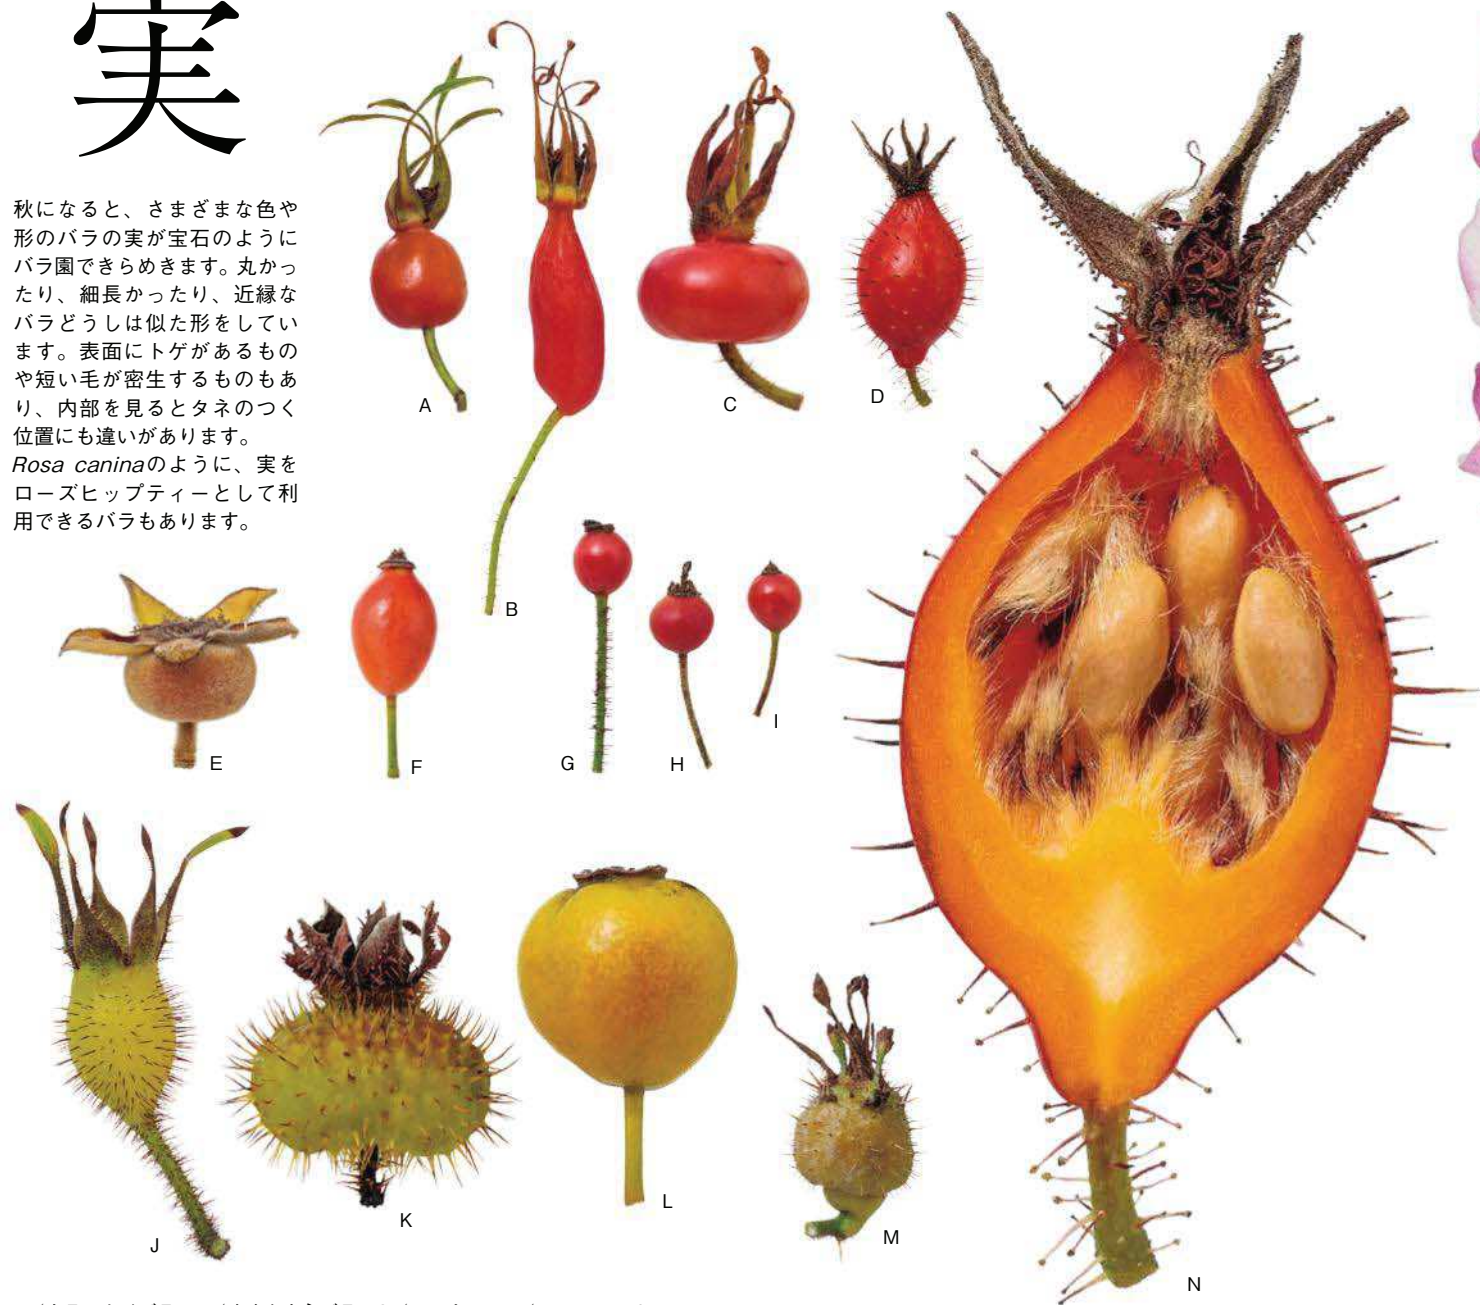 実
秋になると、さまざまな色や
形のバラの実が宝石のように
バラ園できらめきます。丸かっ
たり、細長かったり、近縁な
バラどうしは似た形をしてい
ます。表面にトゲがあるもの
や短い毛が密生するものもあ
り、内部を見るとタネのつく
位置にも違いがあります。
Rosa caninaのように、実を
ローズヒップティーとして利
用できるバラもあります。
A
B
C
D
E
F
G
H
I
J
K
L
M
N